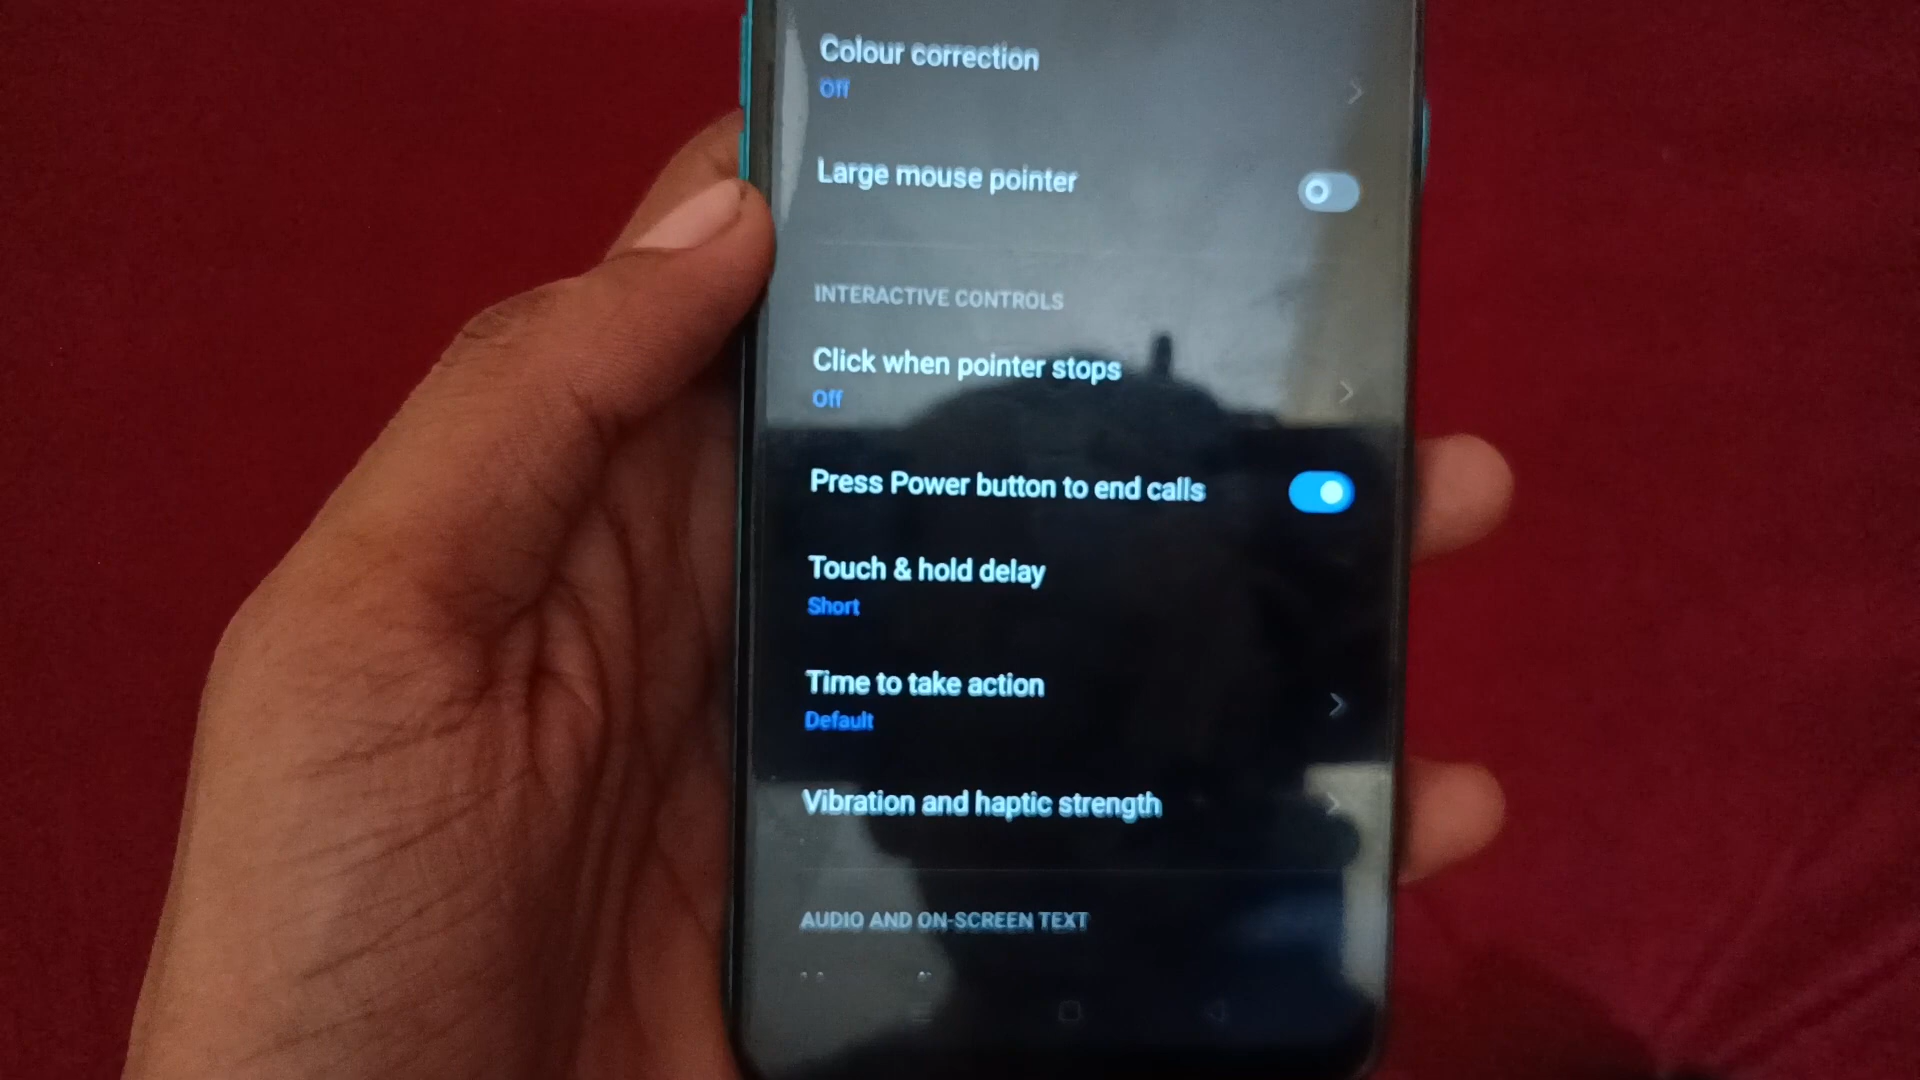 Colour correction
Off
Large mouse pointer
INTERACTIVE CONTROLS
Click when pointer stops
Off
Press Power button to end calls
Touch & hold delay
Short
Time to take action
Default
Vibration and haptic strength
AUDIO AND ON-SCREEN TEXT